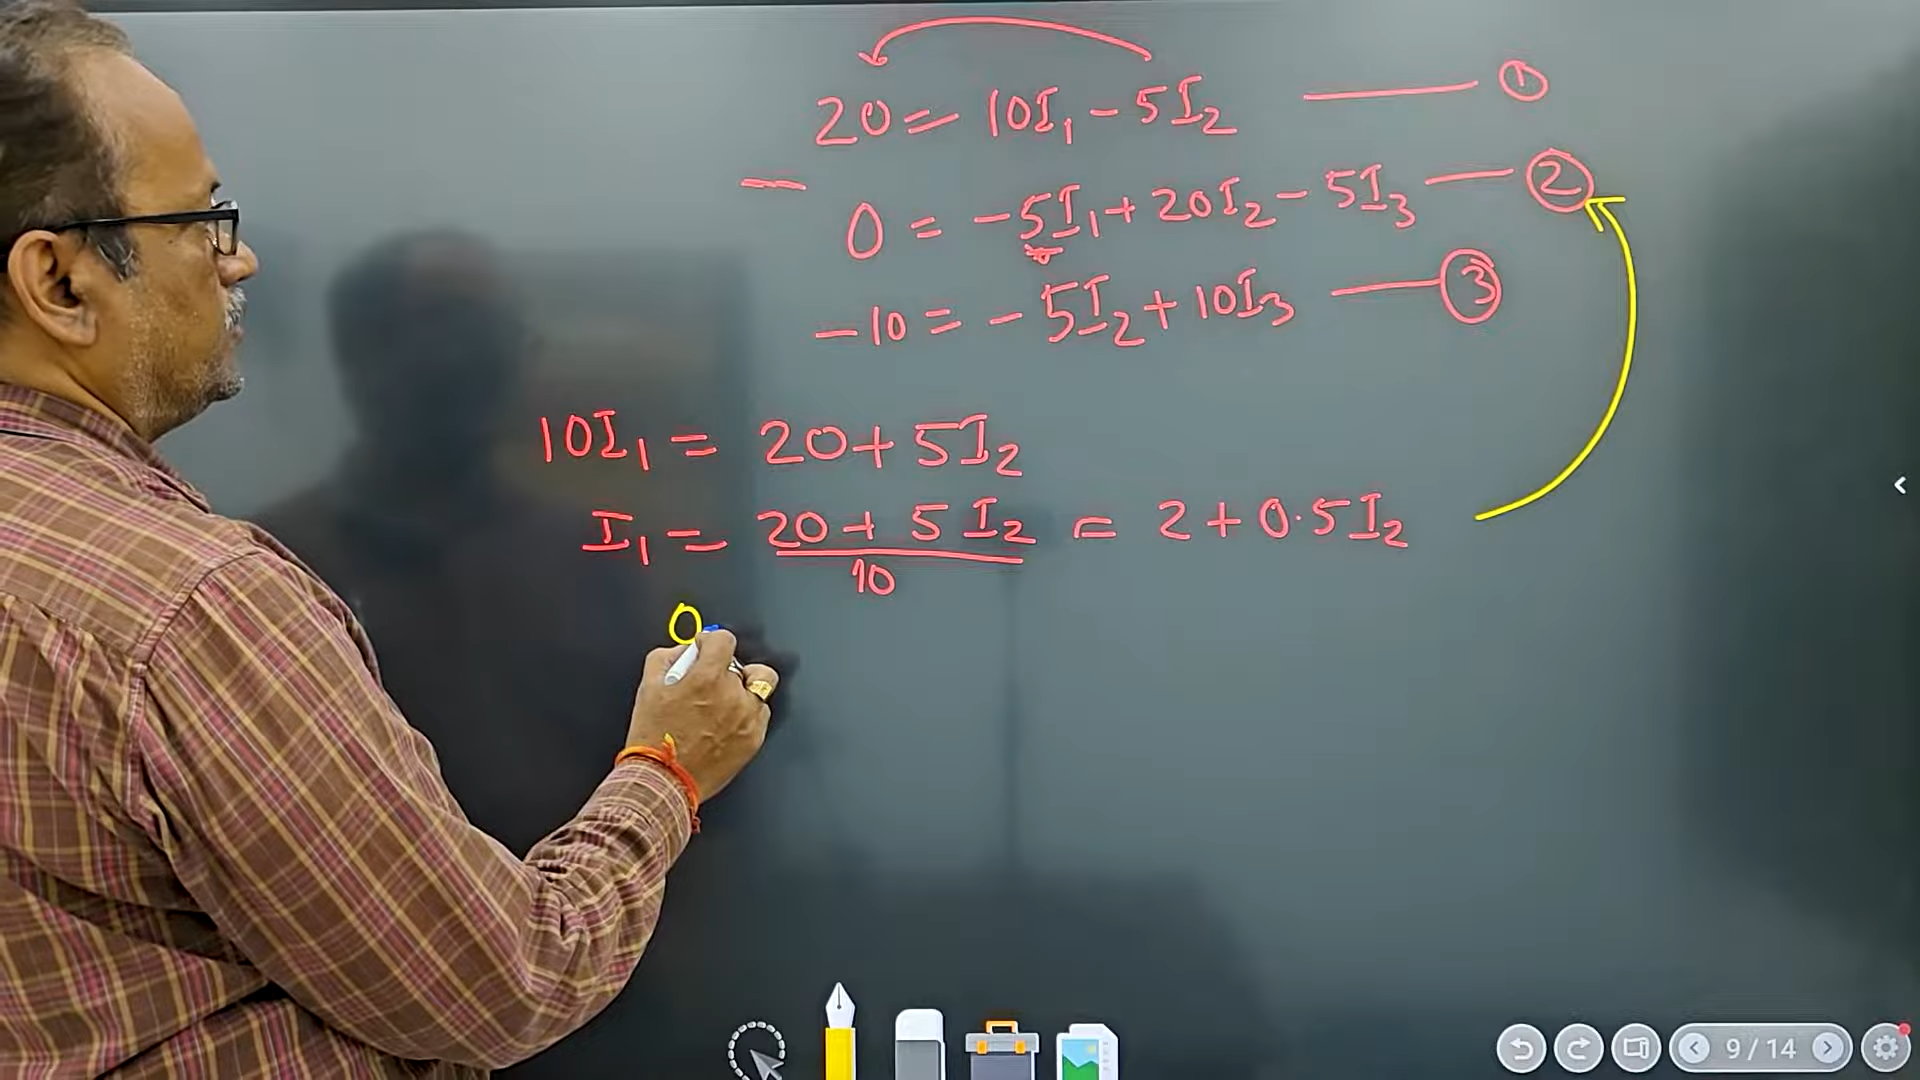 20 = 10I₁ - 5I₂ —— ①
0 = -5I₁ + 20I₂ - 5I₃ —— ②
-10 = -5I₂ + 10I₃ —— ③
10I₁ = 20 + 5I₂
I₁ = 20 + 5I₂ / 10 = 2 + 0.5I₂
0
9 / 14